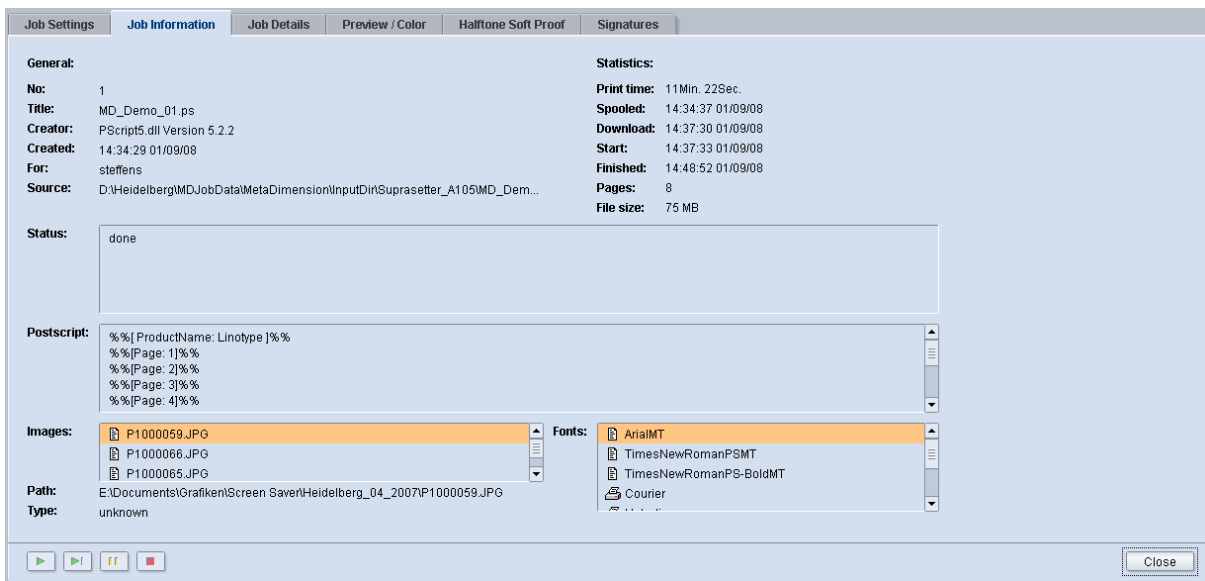 Job Settings Job Information Job Details Preview / Color Halftone Soft Proof Signatures
General:
No: 1
Title: MD_Demo_01.ps
Creator: PScript5.dll Version 5.2.2
Created: 14:34:29 01/09/08
For: steffens
Source: D:\Heidelberg\MDJobData\MetaDimension\InputDir\Suprasetter_A105\MD_Dem...
Statistics:
Print time: 11Min. 22Sec.
Spooled: 14:34:37 01/09/08
Download: 14:37:30 01/09/08
Start: 14:37:33 01/09/08
Finished: 14:48:52 01/09/08
Pages: 8
File size: 75 MB
Status: done
Postscript: %%[ ProductName: Linotype ]%%
%%[Page: 1]%%
%%[Page: 2]%%
%%[Page: 3]%%
%%[Page: 4]%%
Images: P1000059.JPG
P1000066.JPG
P1000065.JPG
Fonts: ArialMT
TimesNewRomanPSMT
TimesNewRomanPS-BoldMT
Courier
Path: E:\Documents\Grafiken\Screen Saver\Heidelberg_04_2007\P1000059.JPG
Type: unknown
Close